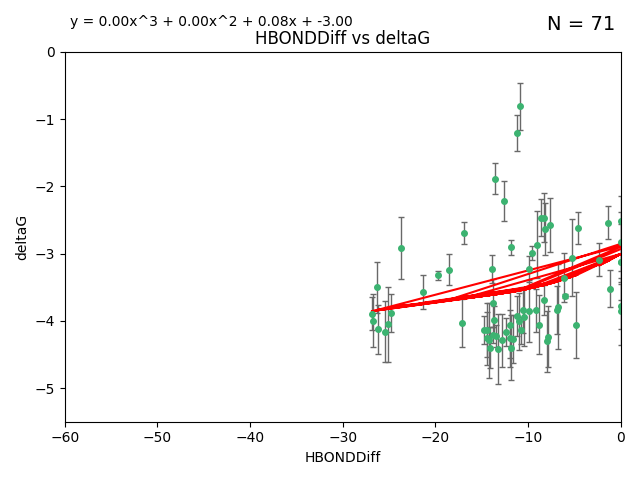 y = 0.00x^3 + 0.00x^2 + 0.08x + -3.00
N = 71
HBONDDiff vs deltaG
0
−1
−2
−3
−4
−5
deltaG
−60 −50 −40 −30 −20 −10 0
HBONDDiff